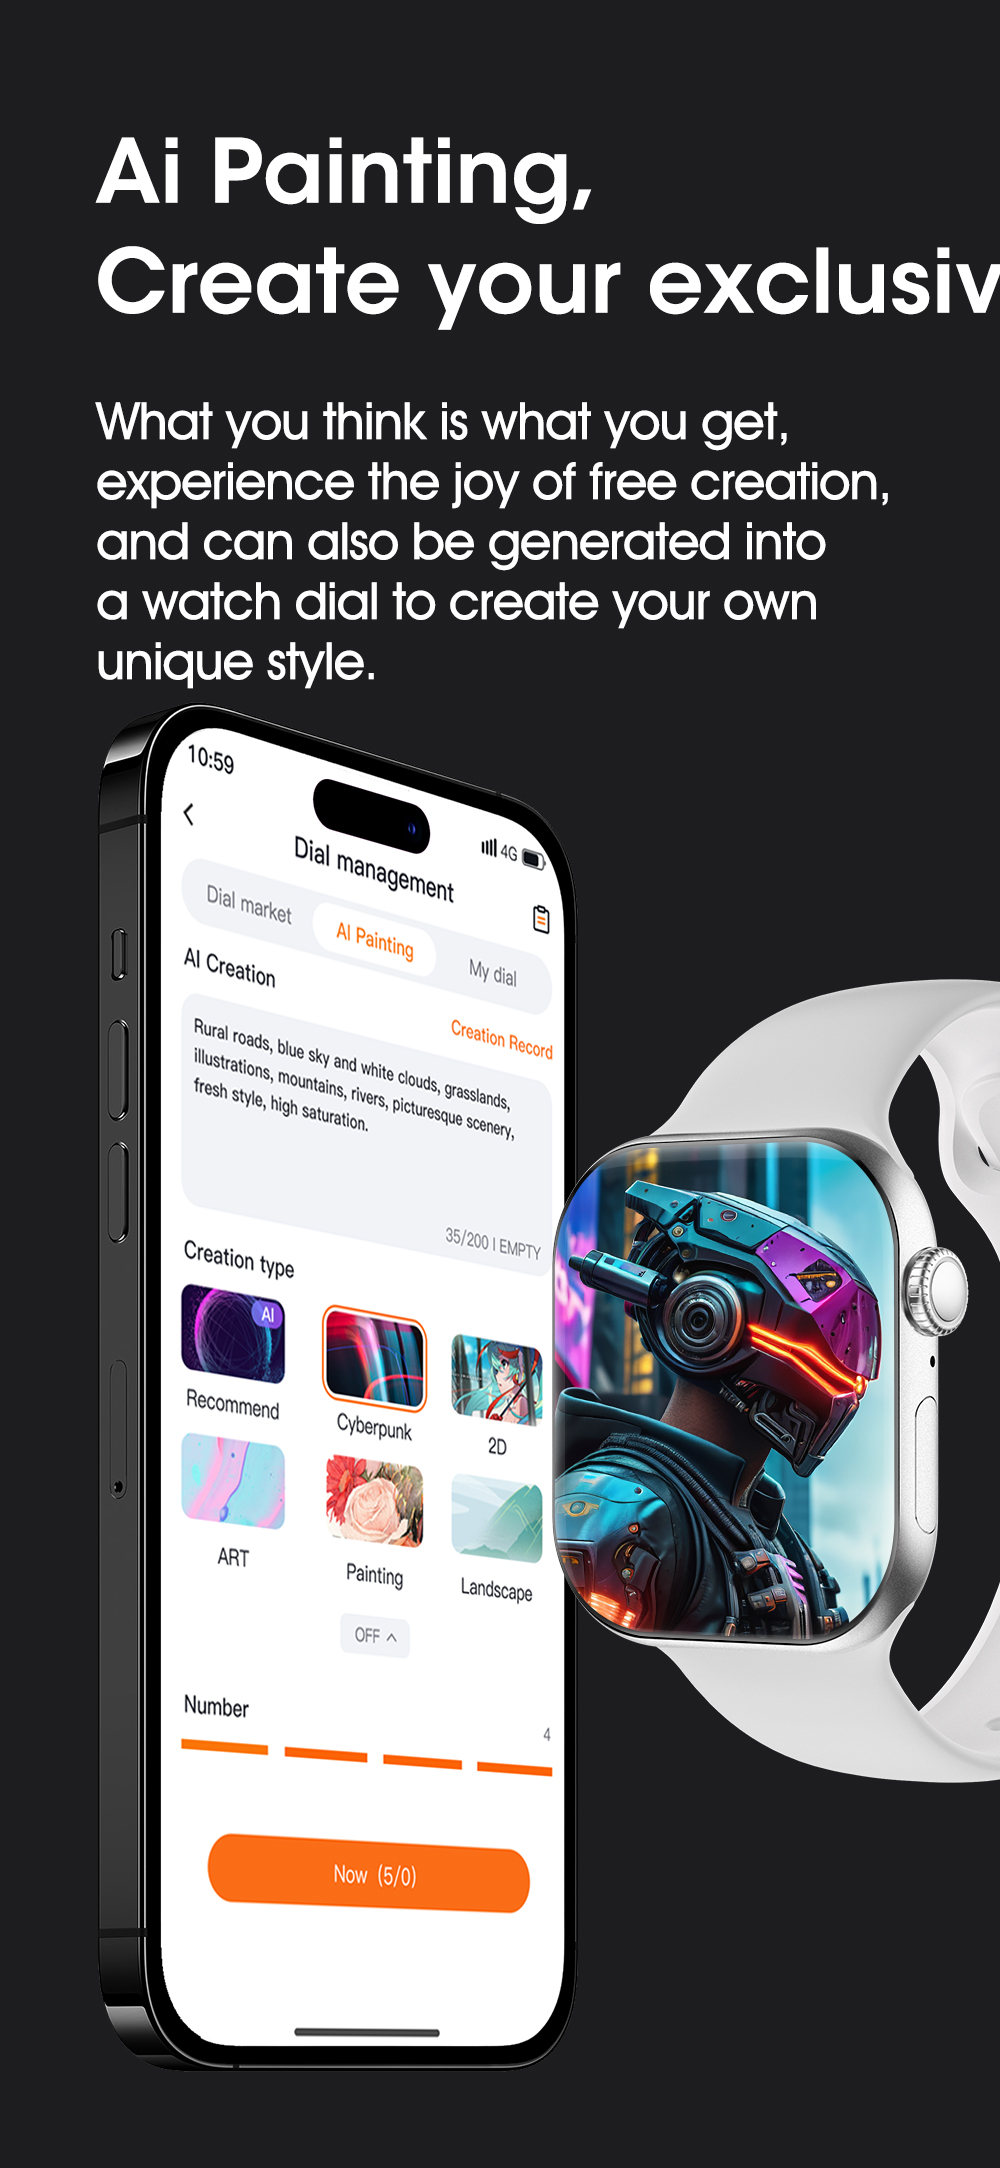 Ai Painting,
Create your exclusiv
What you think is what you get,
experience the joy of free creation,
and can also be generated into
a watch dial to create your own
unique style.
10:59
4G
Dial management
Dial market
AI Painting
My dial
AI Creation
Creation Record
Rural roads, blue sky and white clouds, grasslands,
illustrations, mountains, rivers, picturesque scenery,
fresh style, high saturation.
35/200 I EMPTY
Creation type
AI
Recommend
Cyberpunk
2D
ART
Painting
Landscape
OFF
Number
4
Now (5/0)